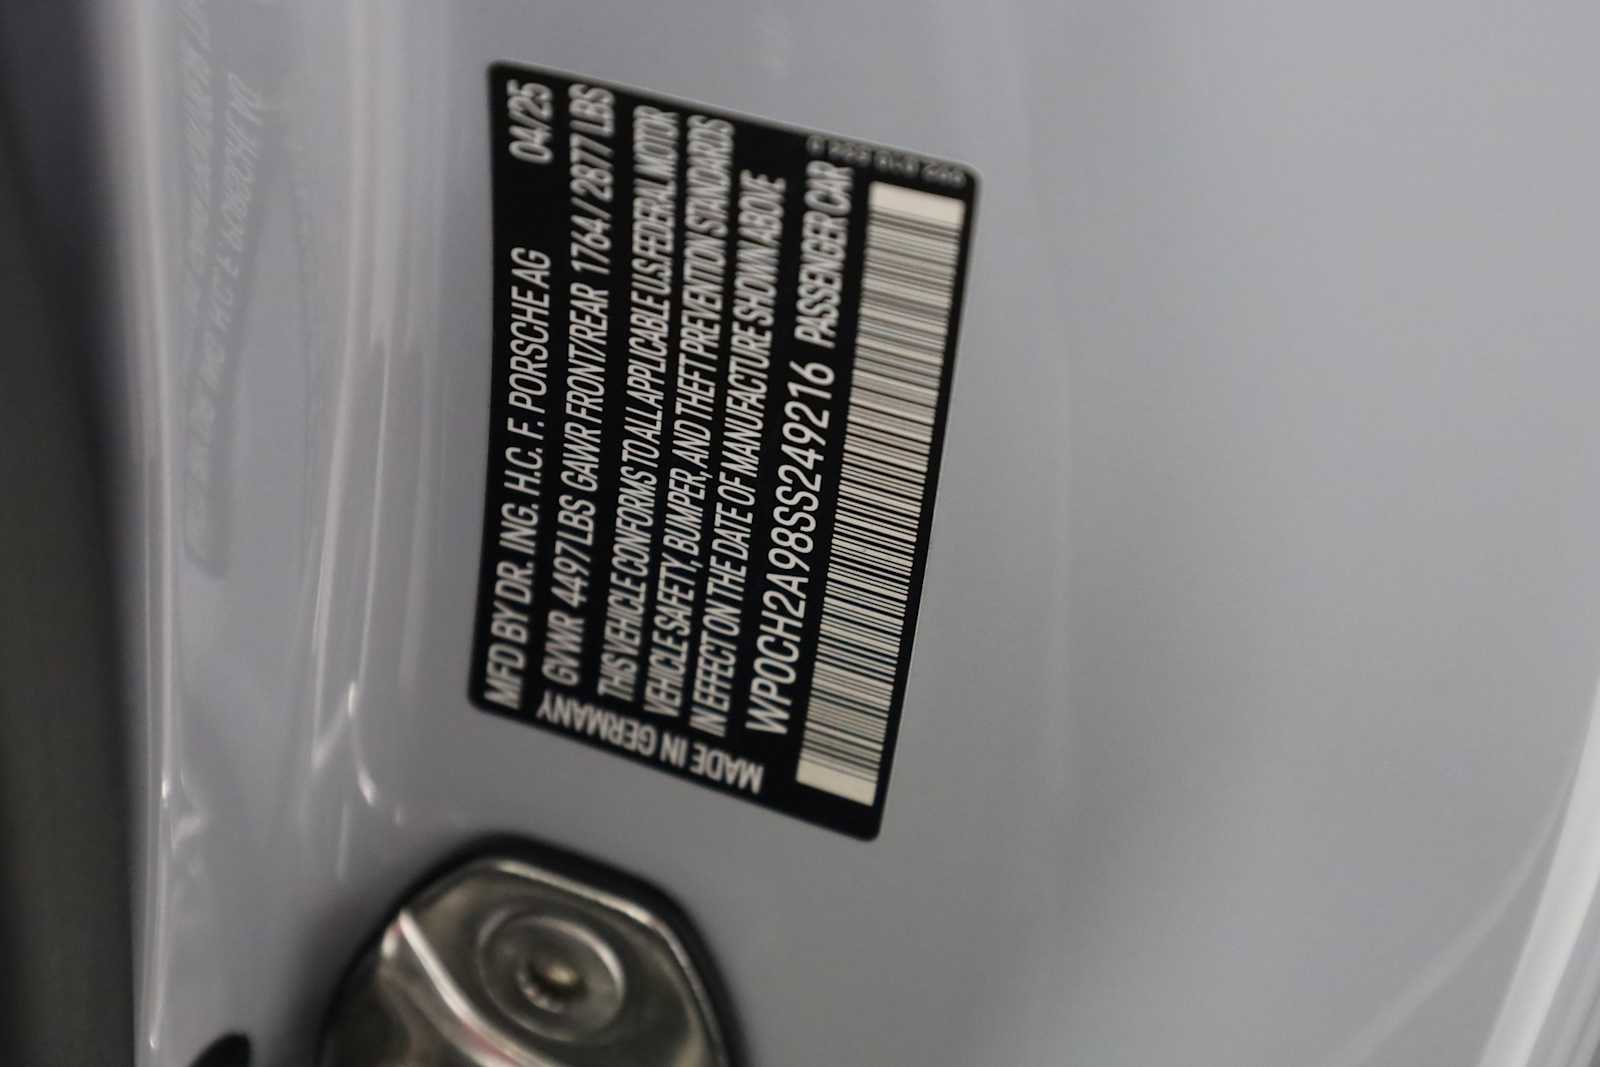 MFD BY DR. ING. H.C. F. PORSCHE AG 04/25
GVWR 4497 LBS GAWR FRONT/REAR 1764 / 2877 LBS
THIS VEHICLE CONFORMS TO ALL APPLICABLE U.S. FEDERAL MOTOR
VEHICLE SAFETY, BUMPER, AND THEFT PREVENTION STANDARDS
IN EFFECT ON THE DATE OF MANUFACTURE SHOWN ABOVE
WP0CH2A98SS249216 PASSENGER CAR
MADE IN GERMANY